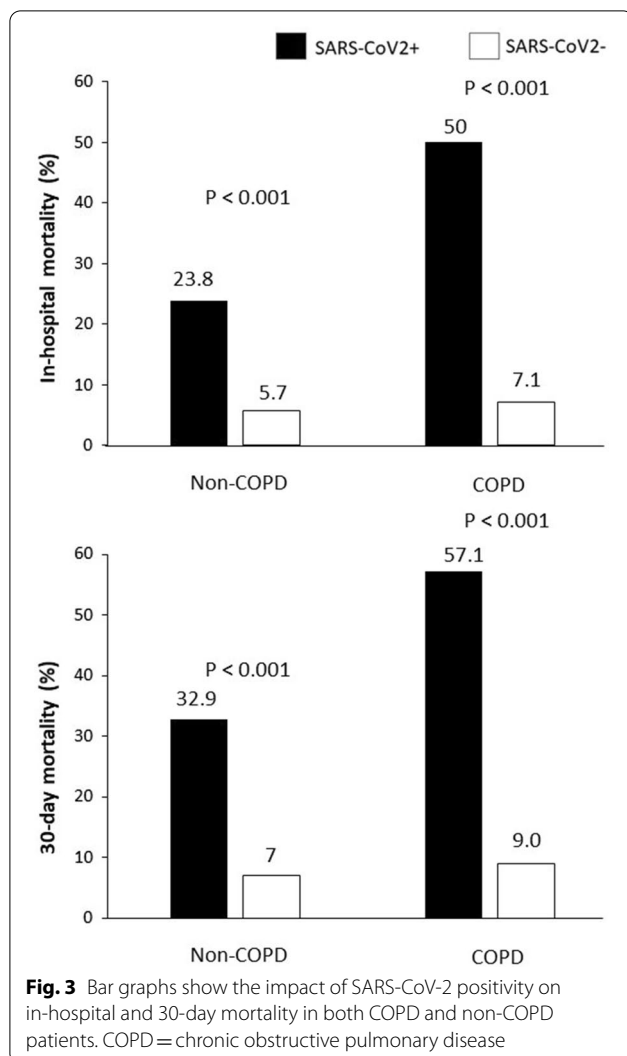 SARS-CoV2+ SARS-CoV2-
In-hospital mortality (%)
60
50
40
30
20
10
0
P < 0.001
23.8
5.7
P < 0.001
50
7.1
Non-COPD COPD
30-day mortality (%)
60
50
40
30
20
10
0
P < 0.001
32.9
7
P < 0.001
57.1
9.0
Non-COPD COPD
Fig. 3 Bar graphs show the impact of SARS-CoV-2 positivity on
in-hospital and 30-day mortality in both COPD and non-COPD
patients. COPD = chronic obstructive pulmonary disease